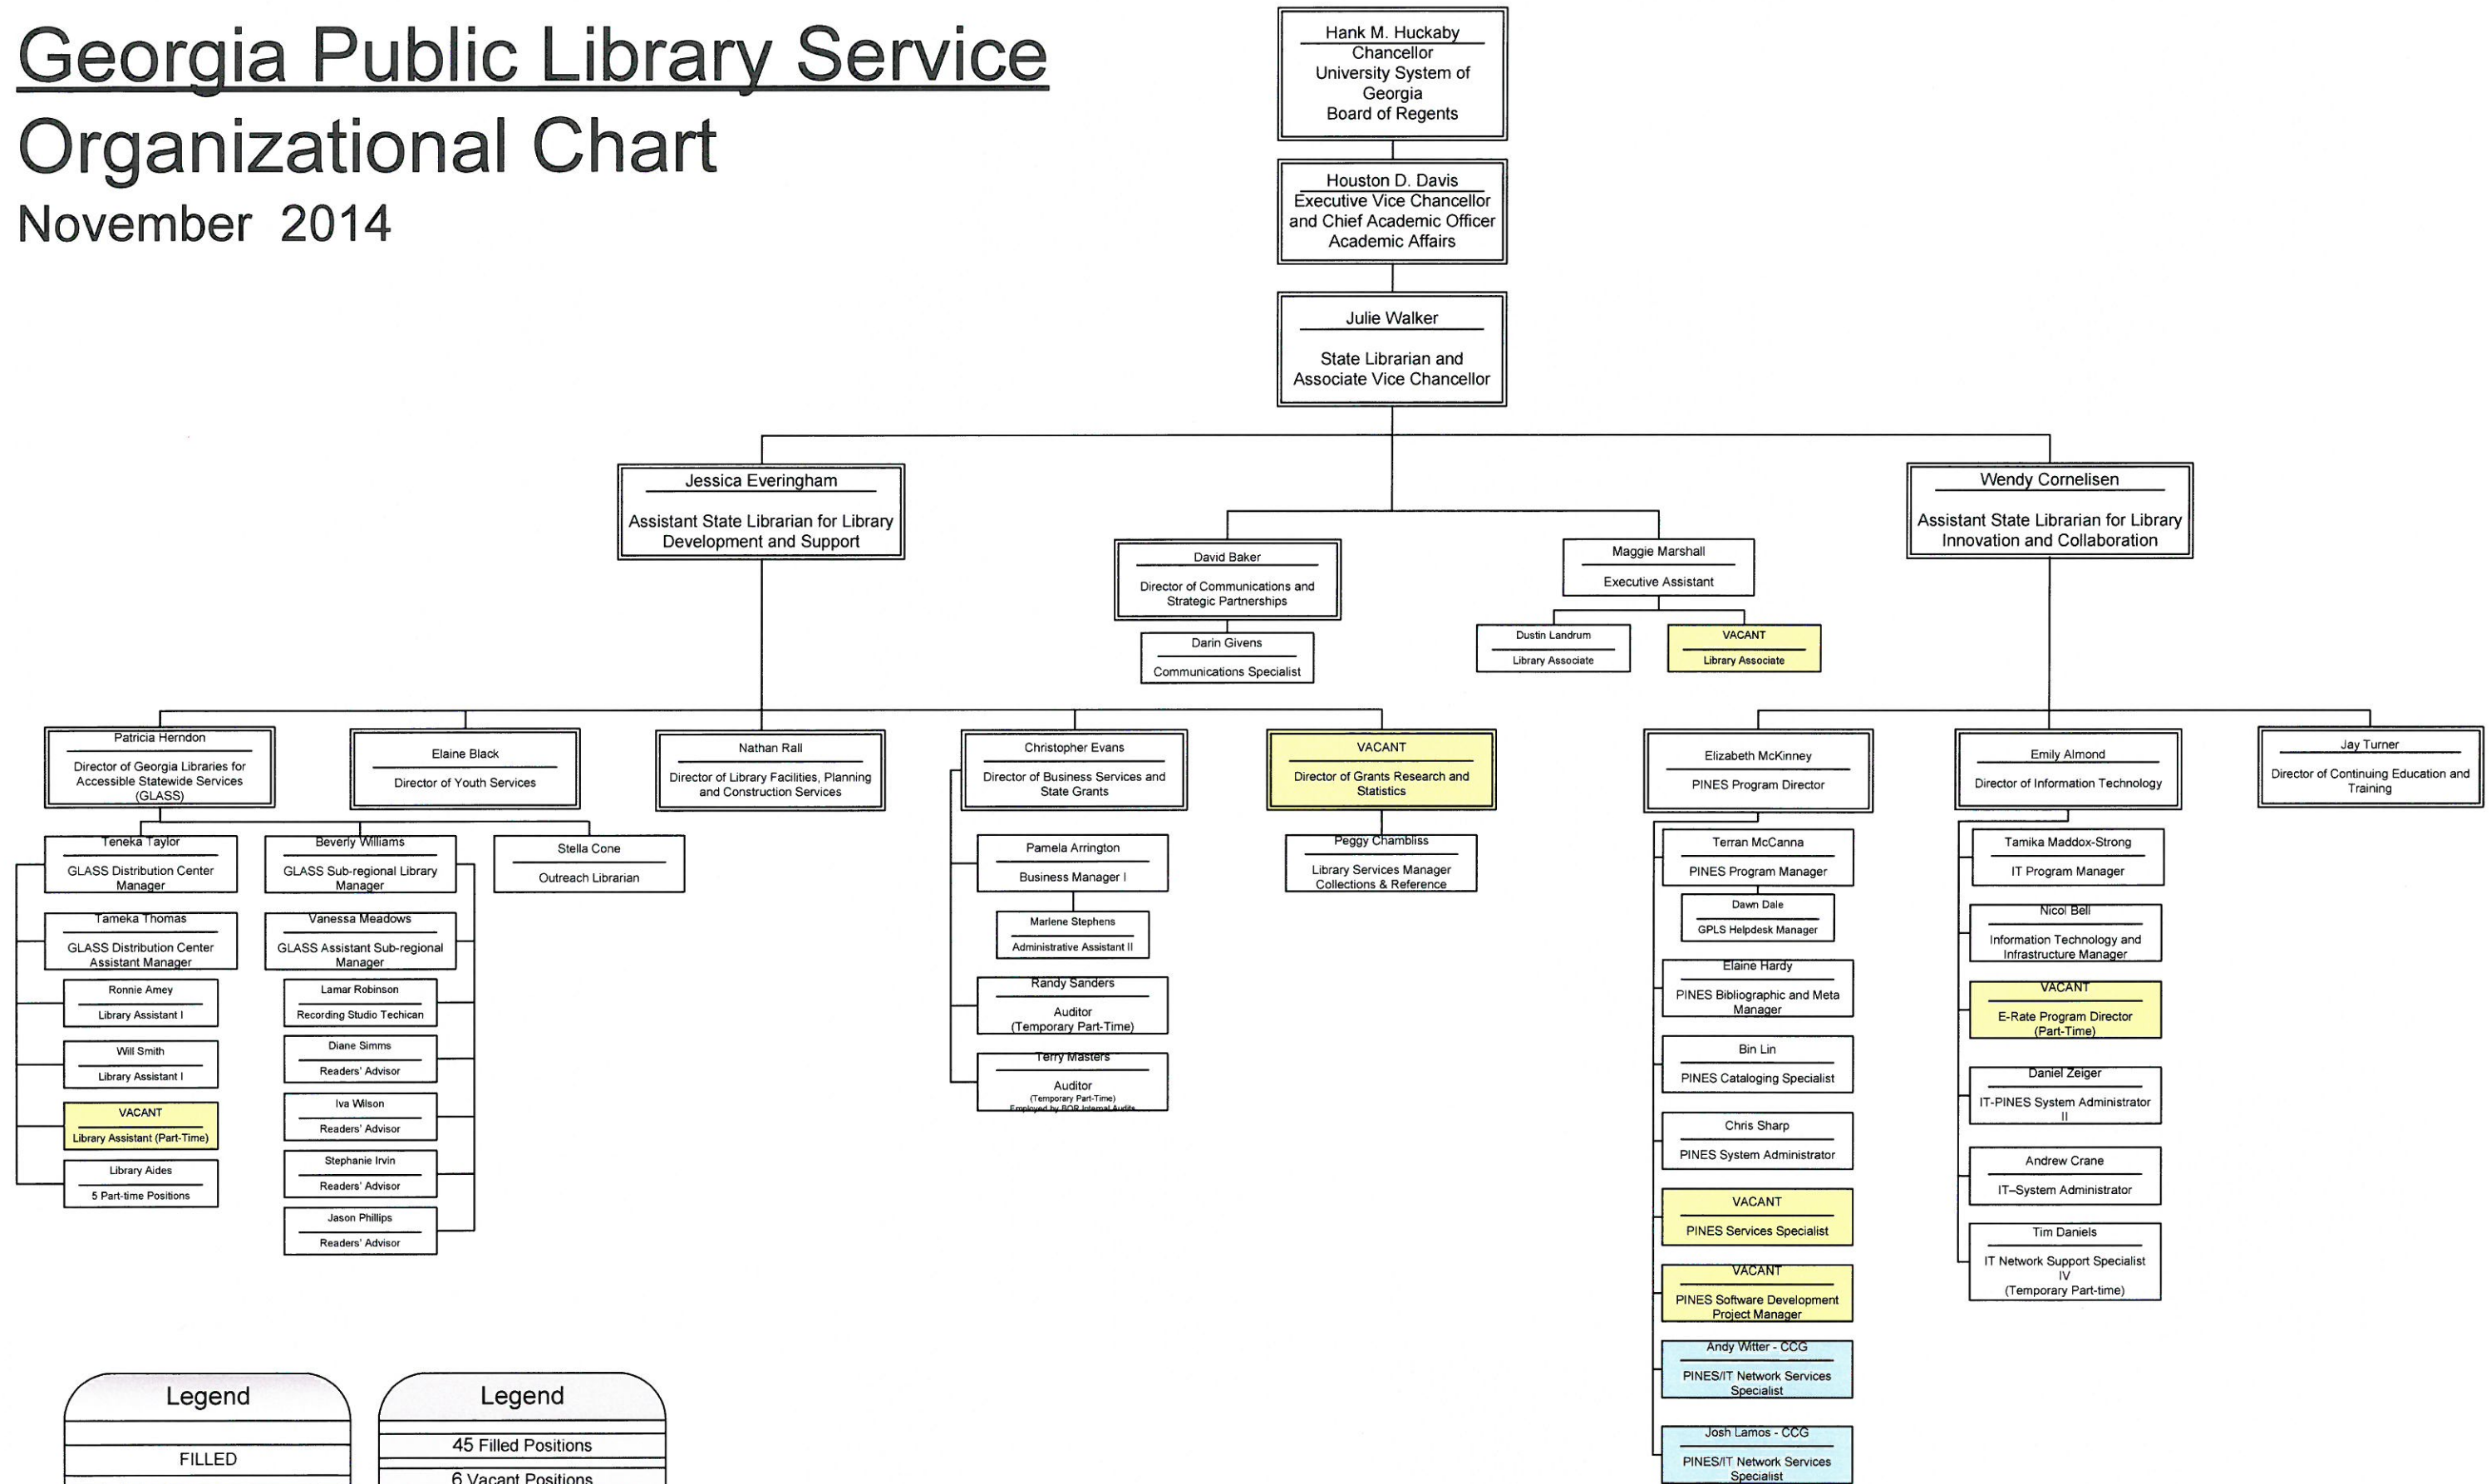 Georgia Public Library Service
Organizational Chart
November 2014
Hank M. Huckaby
Chancellor
University System of
Georgia
Board of Regents
Houston D. Davis
Executive Vice Chancellor
and Chief Academic Officer
Academic Affairs
Julie Walker
State Librarian and
Associate Vice Chancellor
Jessica Everingham
Assistant State Librarian for Library
Development and Support
David Baker
Director of Communications and
Strategic Partnerships
Darin Givens
Communications Specialist
Maggie Marshall
Executive Assistant
Dustin Landrum
Library Associate
VACANT
Library Associate
Wendy Cornelisen
Assistant State Librarian for Library
Innovation and Collaboration
Patricia Herndon
Director of Georgia Libraries for
Accessible Statewide Services
(GLASS)
Elaine Black
Director of Youth Services
Nathan Rall
Director of Library Facilities, Planning
and Construction Services
Christopher Evans
Director of Business Services and
State Grants
VACANT
Director of Grants Research and
Statistics
Elizabeth McKinney
PINES Program Director
Emily Almond
Director of Information Technology
Jay Turner
Director of Continuing Education and
Training
Teneka Taylor
GLASS Distribution Center
Manager
Tameka Thomas
GLASS Distribution Center
Assistant Manager
Ronnie Amey
Library Assistant I
Will Smith
Library Assistant I
VACANT
Library Assistant (Part-Time)
Library Aides
5 Part-time Positions
Beverly Williams
GLASS Sub-regional Library
Manager
Vanessa Meadows
GLASS Assistant Sub-regional
Manager
Lamar Robinson
Recording Studio Techican
Diane Simms
Readers' Advisor
Iva Wilson
Readers' Advisor
Stephanie Irvin
Readers' Advisor
Jason Phillips
Readers' Advisor
Stella Cone
Outreach Librarian
Pamela Arrington
Business Manager I
Marlene Stephens
Administrative Assistant II
Randy Sanders
Auditor
(Temporary Part-Time)
Terry Masters
Auditor
(Temporary Part-Time)
Employed by BOR Internal Audits
Peggy Chambliss
Library Services Manager
Collections & Reference
Terran McCanna
PINES Program Manager
Dawn Dale
GPLS Helpdesk Manager
Elaine Hardy
PINES Bibliographic and Meta
Manager
Bin Lin
PINES Cataloging Specialist
Chris Sharp
PINES System Administrator
VACANT
PINES Services Specialist
VACANT
PINES Software Development
Project Manager
Andy Witter - CCG
PINES/IT Network Services
Specialist
Josh Lamos - CCG
PINES/IT Network Services
Specialist
Tamika Maddox-Strong
IT Program Manager
Nicol Bell
Information Technology and
Infrastructure Manager
VACANT
E-Rate Program Director
(Part-Time)
Daniel Zeiger
IT-PINES System Administrator
II
Andrew Crane
IT–System Administrator
Tim Daniels
IT Network Support Specialist
IV
(Temporary Part-time)
Legend
FILLED
Legend
45 Filled Positions
6 Vacant Positions